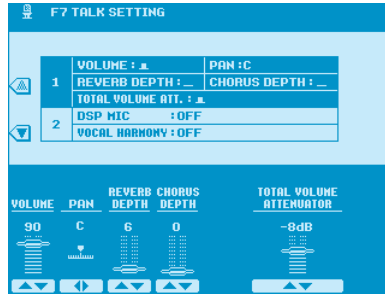 F7 TALK SETTING
1
VOLUME :
PAN :C
REVERB DEPTH :
CHORUS DEPTH :
TOTAL VOLUME ATT. :
2
DSP MIC :OFF
VOCAL HARMONY :OFF
VOLUME PAN REVERB DEPTH CHORUS DEPTH TOTAL VOLUME ATTENUATOR
90 C 6 0 -8dB